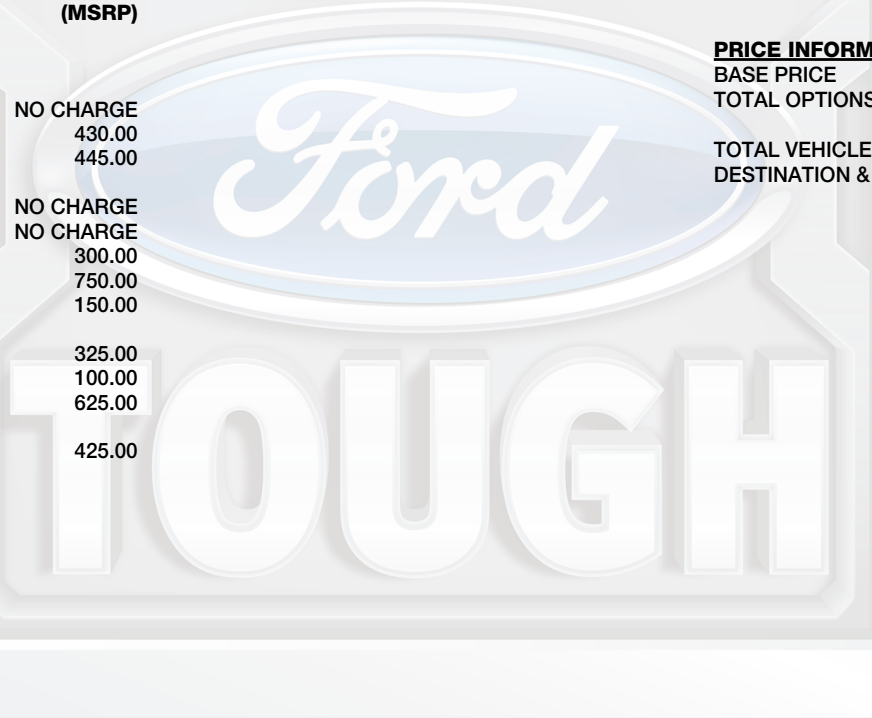 (MSRP)
NO CHARGE
430.00
445.00
NO CHARGE
NO CHARGE
300.00
750.00
150.00
325.00
100.00
625.00
425.00
PRICE INFORM
BASE PRICE
TOTAL OPTIONS
TOTAL VEHICLE
DESTINATION &
Ford
TOUGH